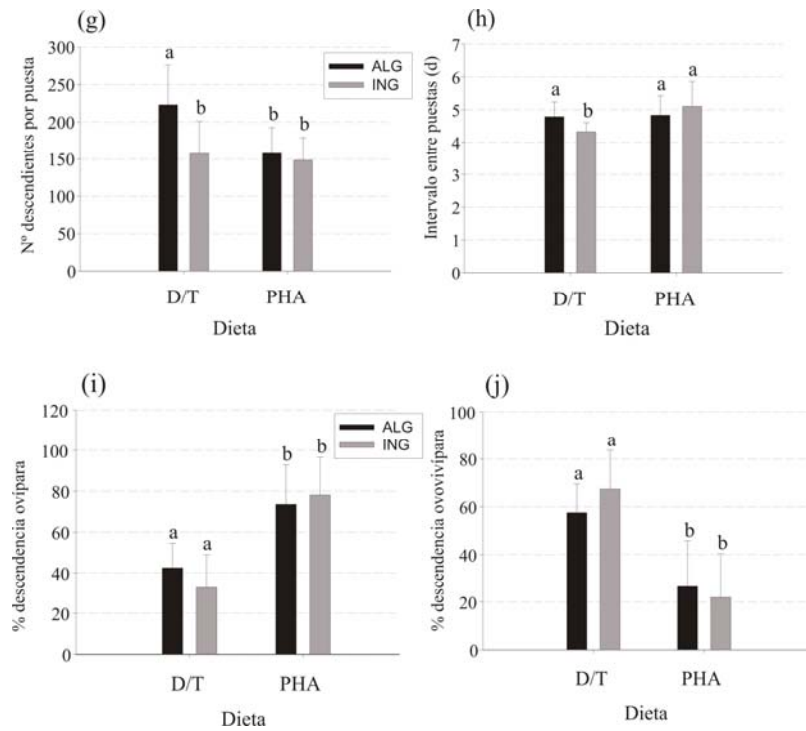 (g)
300
250
200
150
100
50
0
Nº descendientes por puesta
a
b
b
b
ALG
ING
D/T
PHA
Dieta
(h)
7
6
5
4
3
2
1
0
Intervalo entre puestas (d)
a
b
a
a
D/T
PHA
Dieta
(i)
120
100
80
60
40
20
0
% descendencia ovipara
a
a
b
b
ALG
ING
D/T
PHA
Dieta
(j)
100
80
60
40
20
0
% descendencia ovovivípara
a
a
b
b
D/T
PHA
Dieta